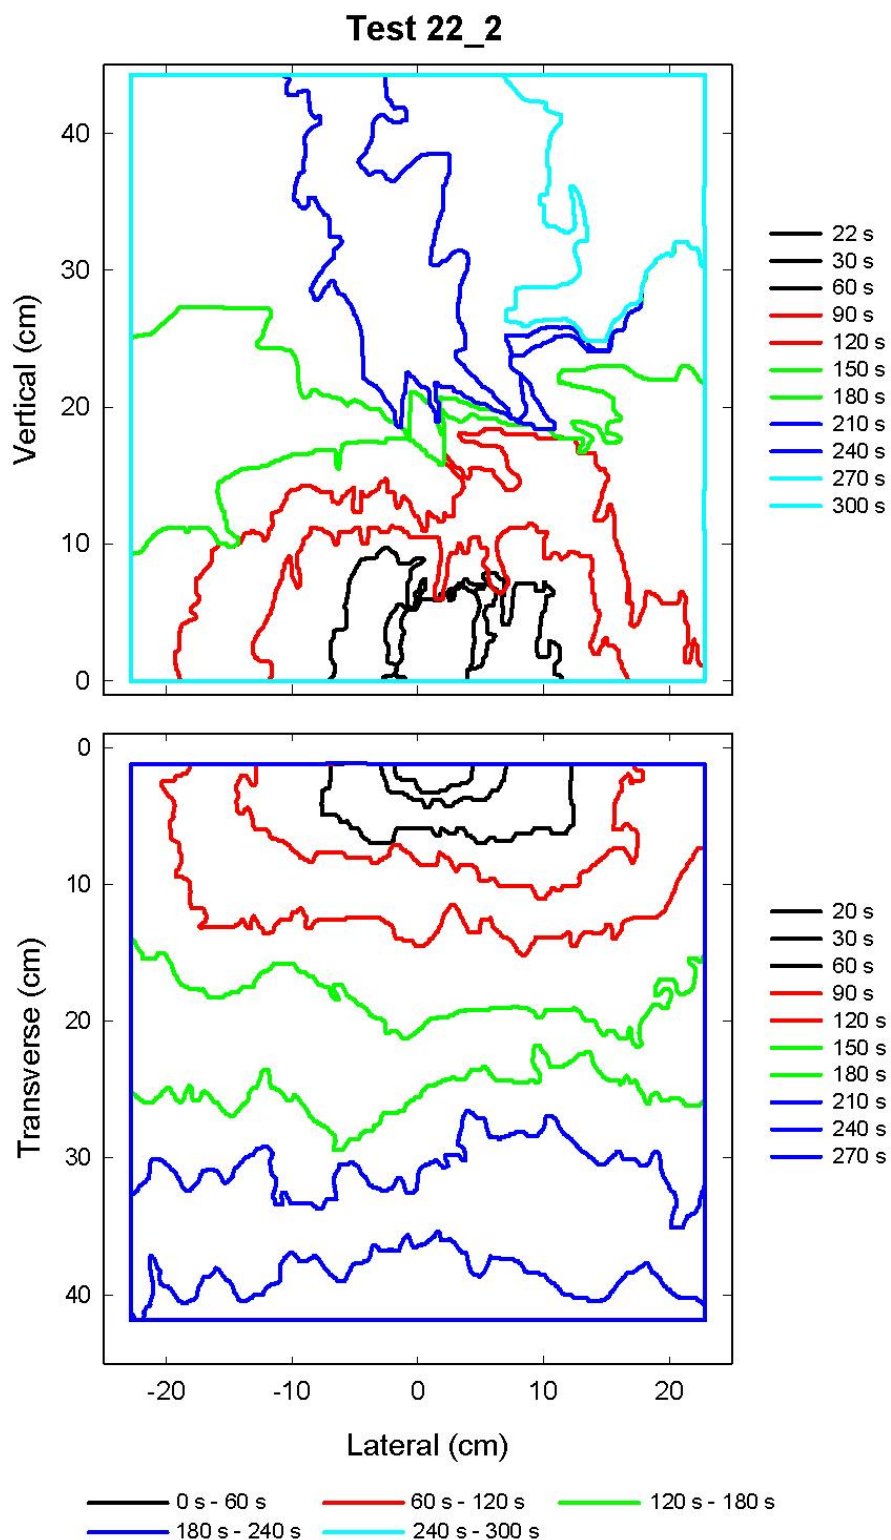 Test 22_2
40
30
20
10
0
Vertical (cm)
22 s
30 s
60 s
90 s
120 s
150 s
180 s
210 s
240 s
270 s
300 s
0
10
20
30
40
Transverse (cm)
20 s
30 s
60 s
90 s
120 s
150 s
180 s
210 s
240 s
270 s
-20 -10 0 10 20
Lateral (cm)
0 s - 60 s 60 s - 120 s 120 s - 180 s
180 s - 240 s 240 s - 300 s